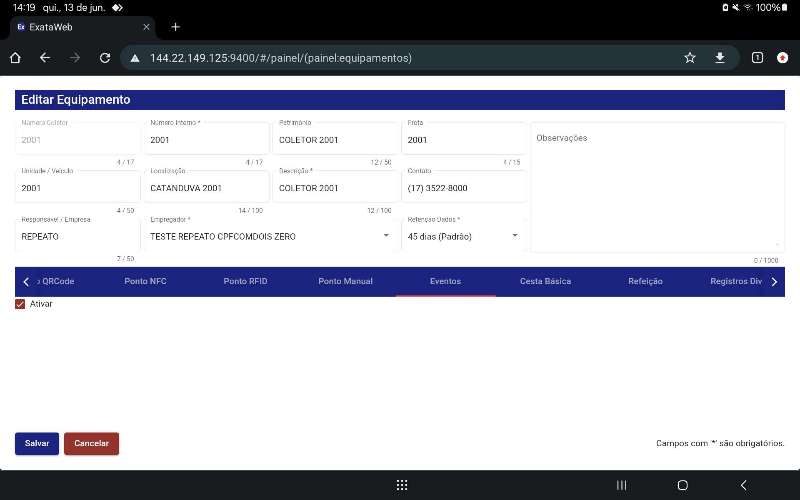 14:19 qui., 13 de jun.
100%
ExataWeb
144.22.149.125:9400/#/painel/(painel:equipamentos)
1
Editar Equipamento
Número Coletor
Número Interno *
Patrimônio
Frota
2001
2001
COLETOR 2001
2001
Observações
4 / 17
4 / 17
12 / 50
4 / 15
Unidade / Veículo
Localização
Descrição *
Contato
2001
CATANDUVA 2001
COLETOR 2001
(17) 3522-8000
4 / 50
14 / 100
12 / 100
Responsável / Empresa
Empregador *
Retenção Dados *
REPEATO
TESTE REPEATO CPFCOMDOIS ZERO
45 dias (Padrão)
7 / 50
0 / 1000
QRCode
Ponto NFC
Ponto RFID
Ponto Manual
Eventos
Cesta Básica
Refeição
Registros Div
Ativar
Salvar
Cancelar
Campos com '*' são obrigatórios.